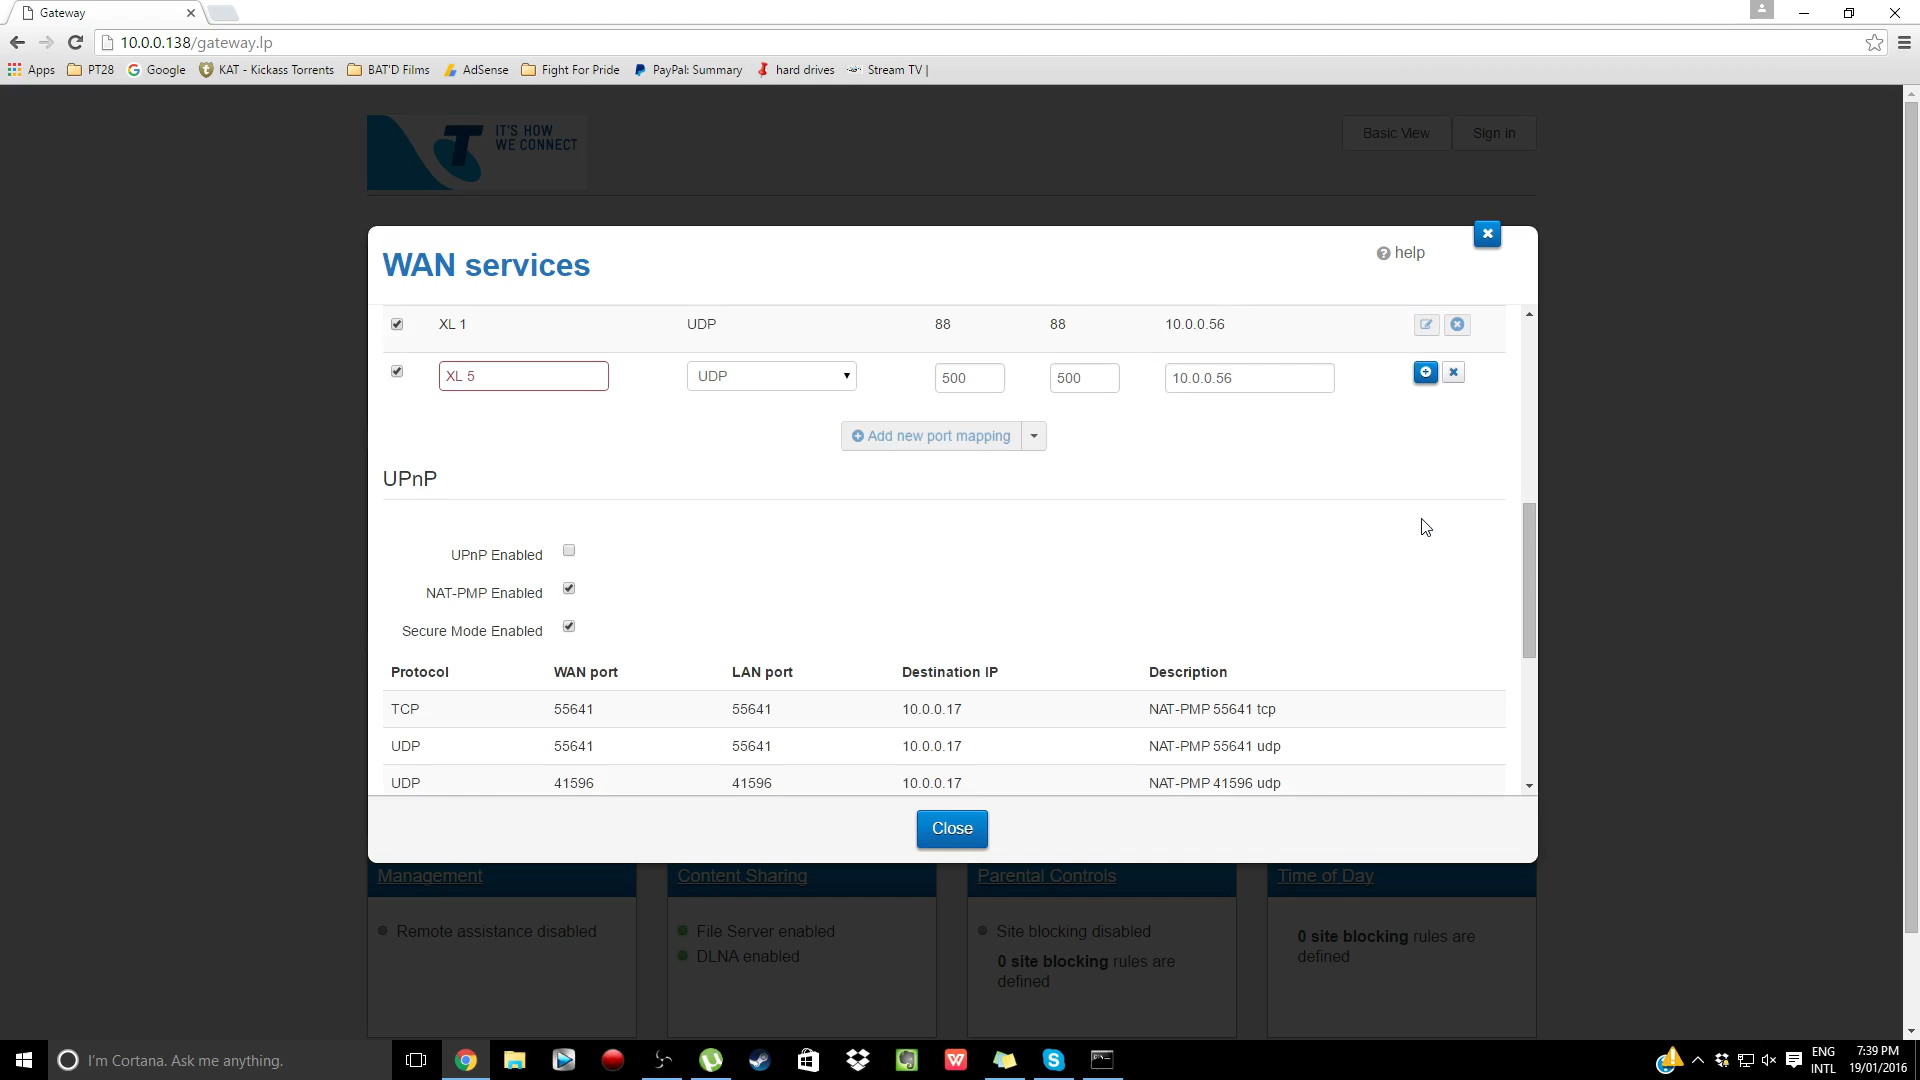 Gateway
10.0.0.138/gateway.lp
Apps PT28 Google KAT - Kickass Torrents BAT'D Films AdSense Fight For Pride PayPal: Summary hard drives Stream TV |
IT'S HOW
WE CONNECT
Basic View Sign in
WAN services
help
XL 1 UDP 88 88 10.0.0.56
XL 5 UDP 500 500 10.0.0.56
Add new port mapping
UPnP
UPnP Enabled
NAT-PMP Enabled
Secure Mode Enabled
Protocol WAN port LAN port Destination IP Description
TCP 55641 55641 10.0.0.17 NAT-PMP 55641 tcp
UDP 55641 55641 10.0.0.17 NAT-PMP 55641 udp
UDP 41596 41596 10.0.0.17 NAT-PMP 41596 udp
Close
Management Content Sharing Parental Controls Time of Day
Remote assistance disabled
File Server enabled
DLNA enabled
Site blocking disabled
0 site blocking rules are
defined
0 site blocking rules are
defined
I'm Cortana. Ask me anything.
ENG
INTL
7:39 PM
19/01/2016